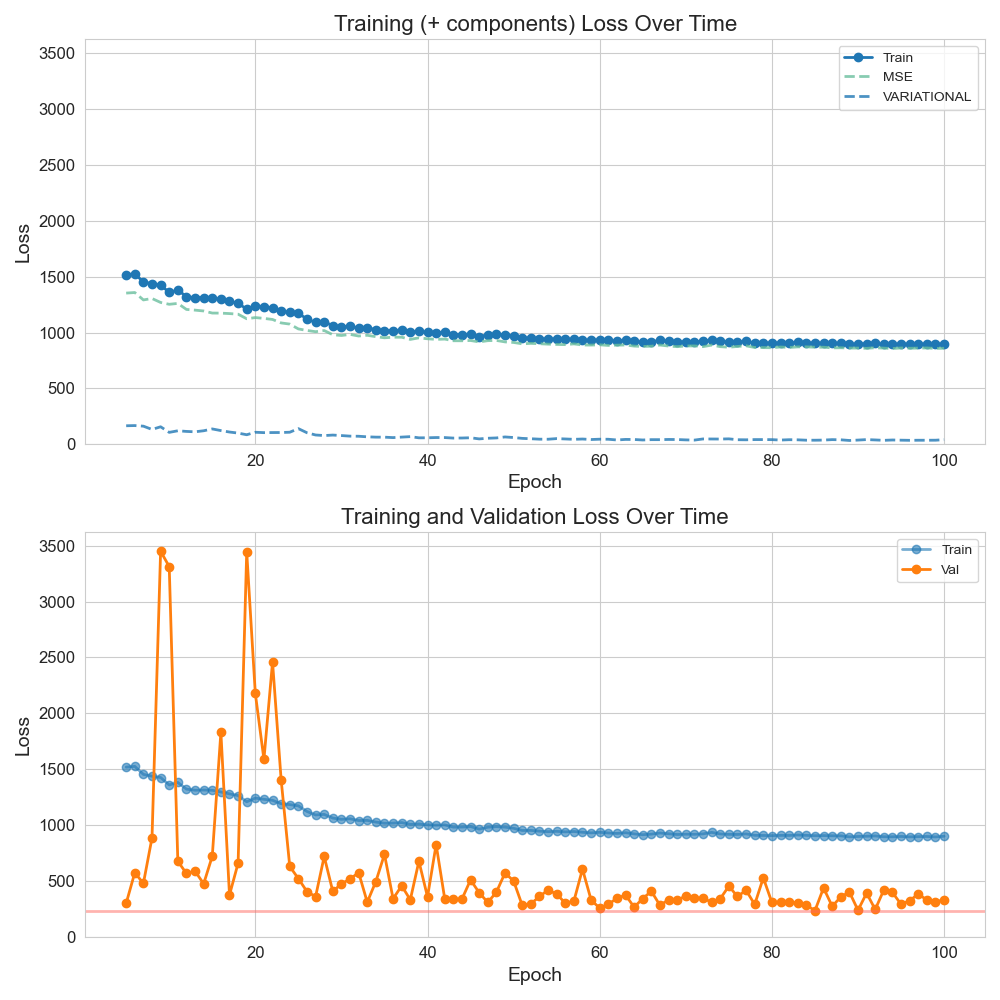 Training (+ components) Loss Over Time
3500
3000
2500
2000
1500
1000
500
0
Loss
Train
MSE
VARIATIONAL
20 40 60 80 100
Epoch
Training and Validation Loss Over Time
3500
3000
2500
2000
1500
1000
500
0
Loss
Train
Val
20 40 60 80 100
Epoch